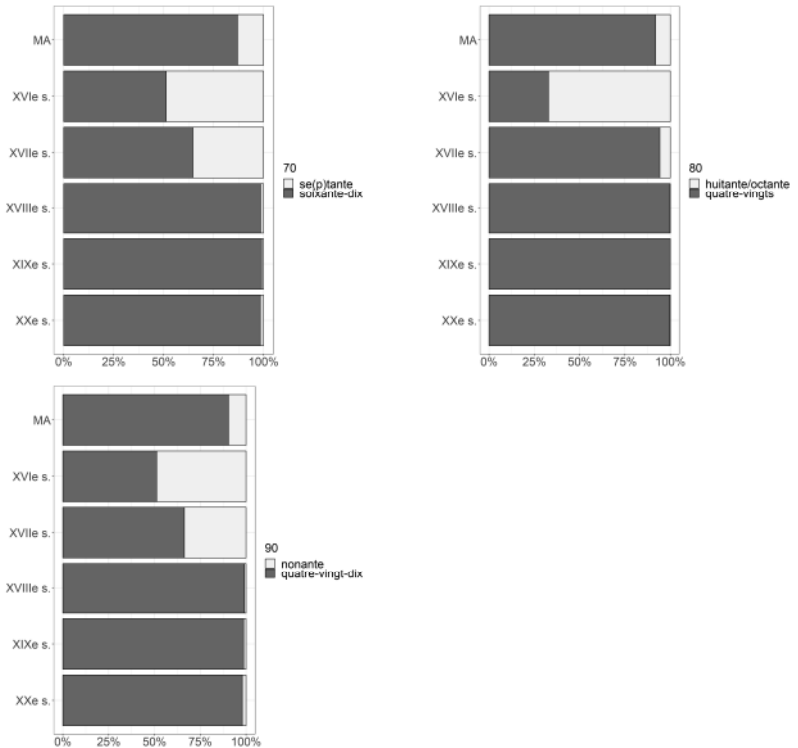 MA
XVIe s.
XVIIe s.
XVIIIe s.
XIXe s.
XXe s.
0% 25% 50% 75% 100%
70
se(p)tante
soixante-dix
MA
XVIe s.
XVIIe s.
XVIIIe s.
XIXe s.
XXe s.
0% 25% 50% 75% 100%
80
huitante/octante
quatre-vingts
MA
XVIe s.
XVIIe s.
XVIIIe s.
XIXe s.
XXe s.
0% 25% 50% 75% 100%
90
nonante
quatre-vingt-dix